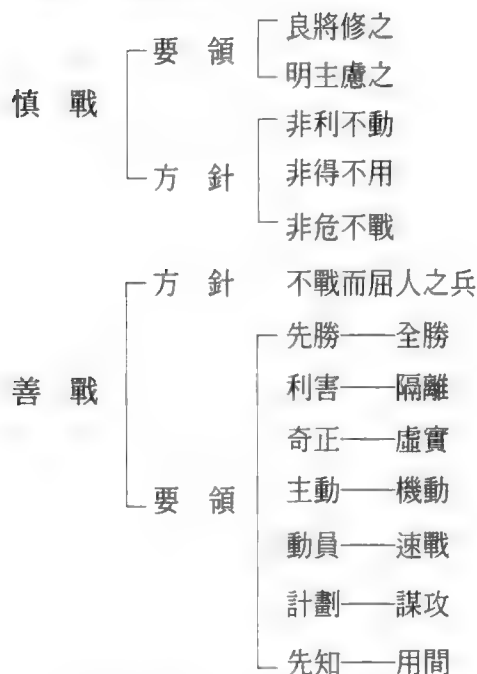 慎戰
要領
良將修之
明主慮之
方針
非利不動
非得不用
非危不戰
善戰
方針
不戰而屈人之兵
要領
先勝——全勝
利害——隔離
奇正——虛實
主動——機動
動員——速戰
計劃——謀攻
先知——用間